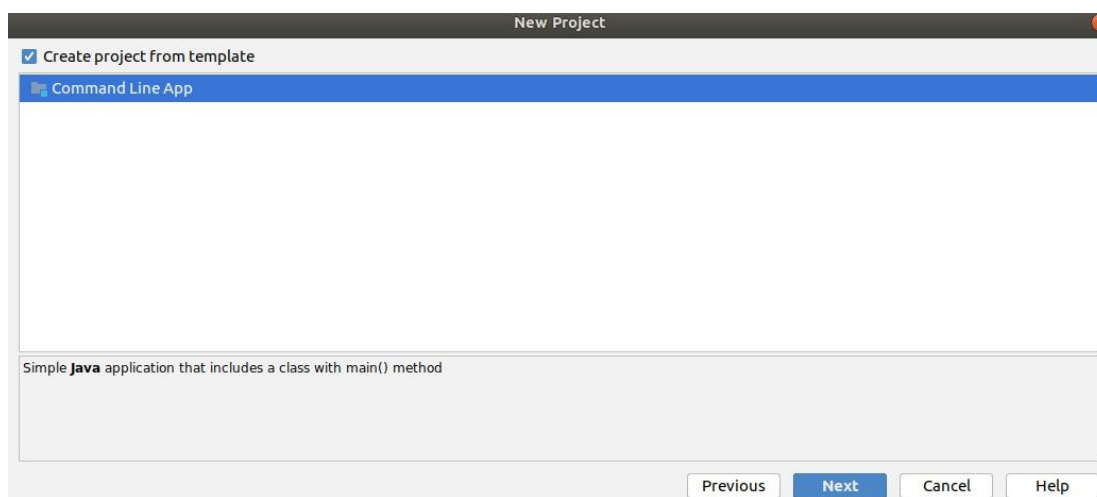 New Project
Create project from template
Command Line App
Simple Java application that includes a class with main() method
Previous Next Cancel Help